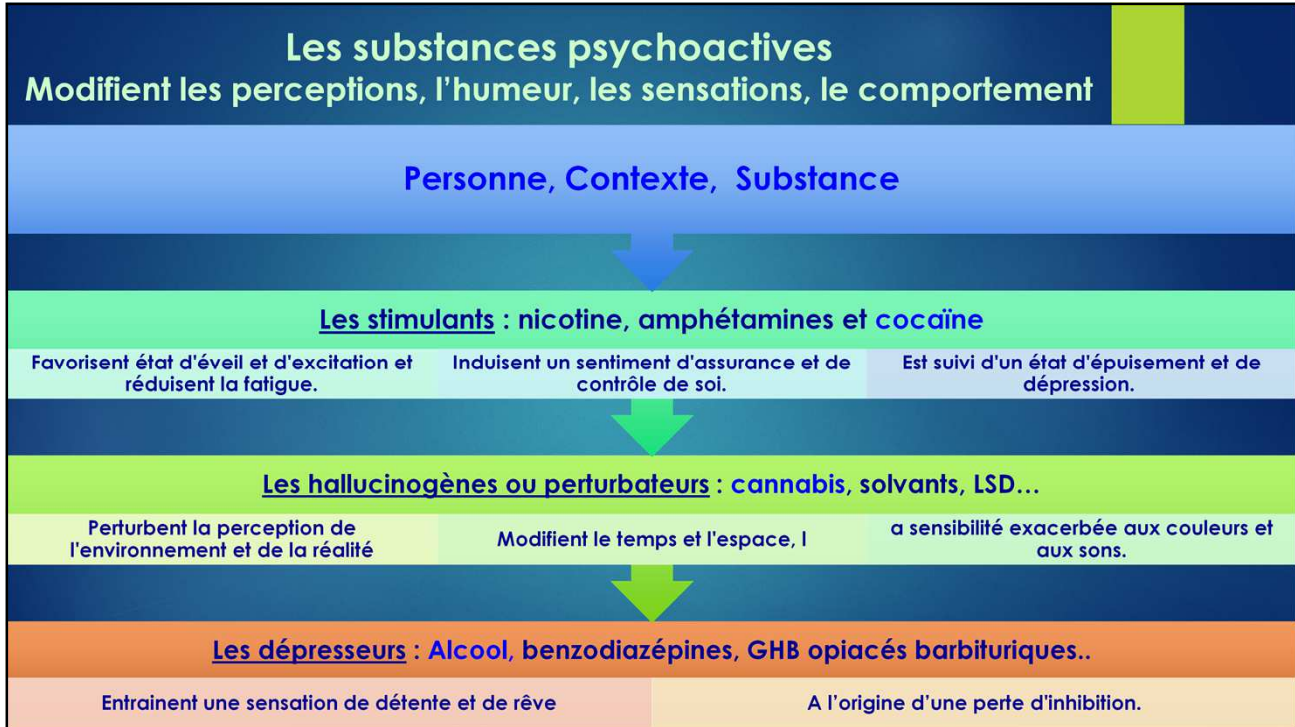 Les substances psychoactives
Modifient les perceptions, l'humeur, les sensations, le comportement
Personne, Contexte,  Substance
Les stimulants : nicotine, amphétamines et cocaïne
Favorisent état d'éveil et d'excitation et
réduisent la fatigue.
Induisent un sentiment d'assurance et de
contrôle de soi.
Est suivi d'un état d'épuisement et de
dépression.
Les hallucinogènes ou perturbateurs : cannabis, solvants, LSD…
Perturbent la perception de
l'environnement et de la réalité
Modifient le temps et l'espace, l
a sensibilité exacerbée aux couleurs et
aux sons.
Les dépresseurs : Alcool, benzodiazépines, GHB opiacés barbituriques..
Entrainent une sensation de détente et de rêve
A l'origine d'une perte d'inhibition.